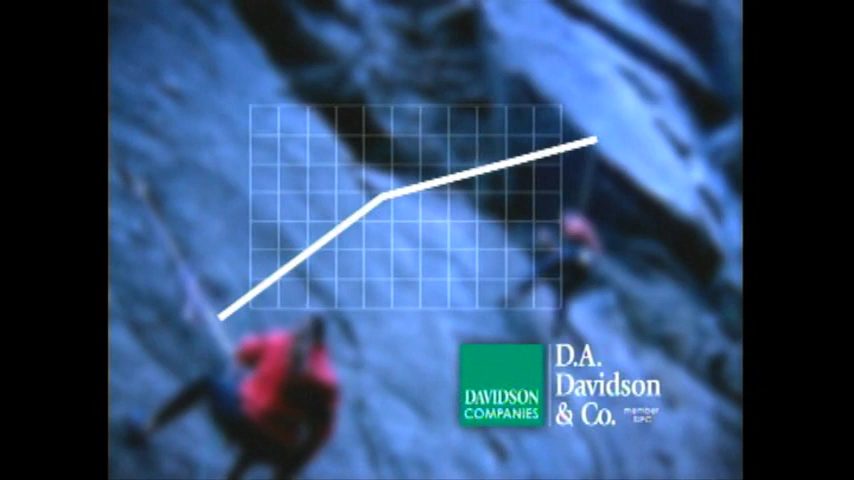 DAVIDSON
COMPANIES
D.A.
Davidson
& Co.
member
SIPC